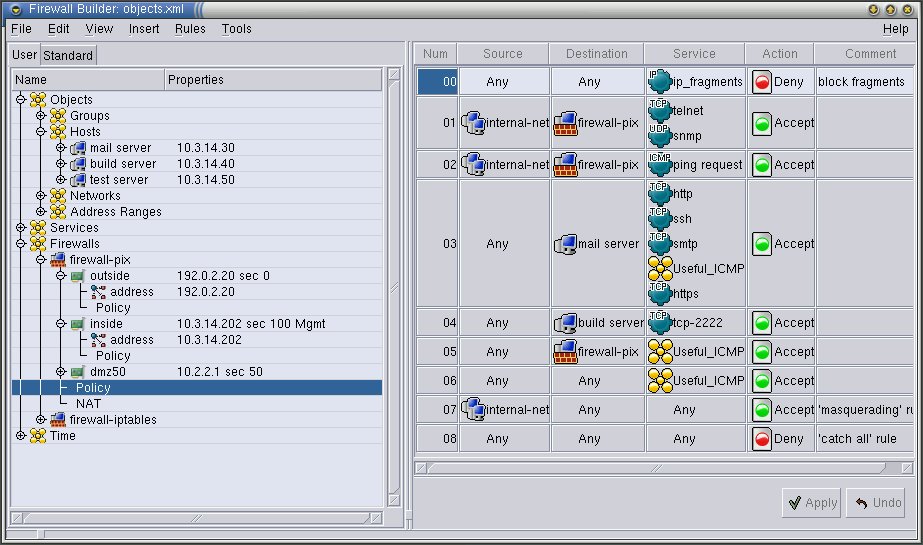 Firewall Builder: objects.xml
File Edit View Insert Rules Tools Help
User Standard
Name Properties
Objects
Groups
Hosts
mail server 10.3.14.30
build server 10.3.14.40
test server 10.3.14.50
Networks
Address Ranges
Services
Firewalls
firewall-pix
outside 192.0.2.20 sec 0
address 192.0.2.20
Policy
inside 10.3.14.202 sec 100 Mgmt
address 10.3.14.202
Policy
dmz50 10.2.2.1 sec 50
Policy
NAT
firewall-iptables
Time
Num Source Destination Service Action Comment
00 Any Any IP ip_fragments Deny block fragments
01 internal-net firewall-pix TCP telnet Accept
UDP snmp
02 internal-net firewall-pix ICMP ping request Accept
03 Any mail server TCP http Accept
TCP ssh
TCP smtp
Useful_ICMP
TCP https
04 Any build server TCP tcp-2222 Accept
05 Any firewall-pix Useful_ICMP Accept
06 Any Any Useful_ICMP Accept
07 internal-net Any Any Accept 'masquerading' ru
08 Any Any Any Deny 'catch all' rule
Apply Undo